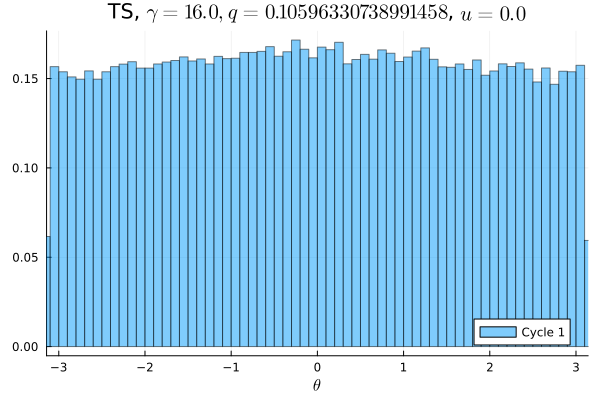 TS, γ = 16.0, q = 0.10596330738991458, u = 0.0
0.15
0.10
0.05
0.00
Cycle 1
−3 −2 −1 0 1 2 3
θ